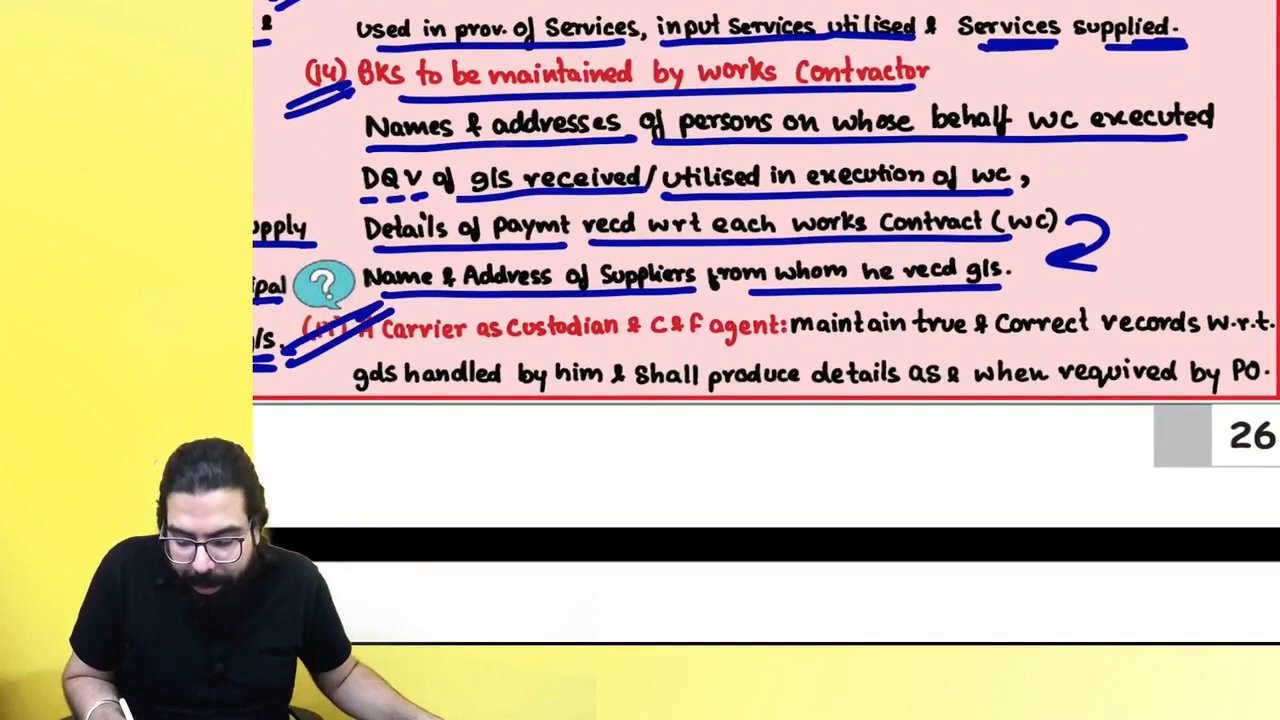 &
used in prov. of Services, input Services utilised & Services supplied.
(14) BKS to be maintained by works Contractor
Names & addresses of persons on whose behalf WC executed
DQV of g/s received/utilised in execution of wc,
upply
Details of paymt recd wrt each works Contract (WC)
ipal
? Name & Address of Suppliers from whom he recd g/s.
g/s.
A Carrier as Custodian & C&F agent: maintain true & Correct records w.r.t.
gds handled by him & Shall produce details as & when required by PO.
26